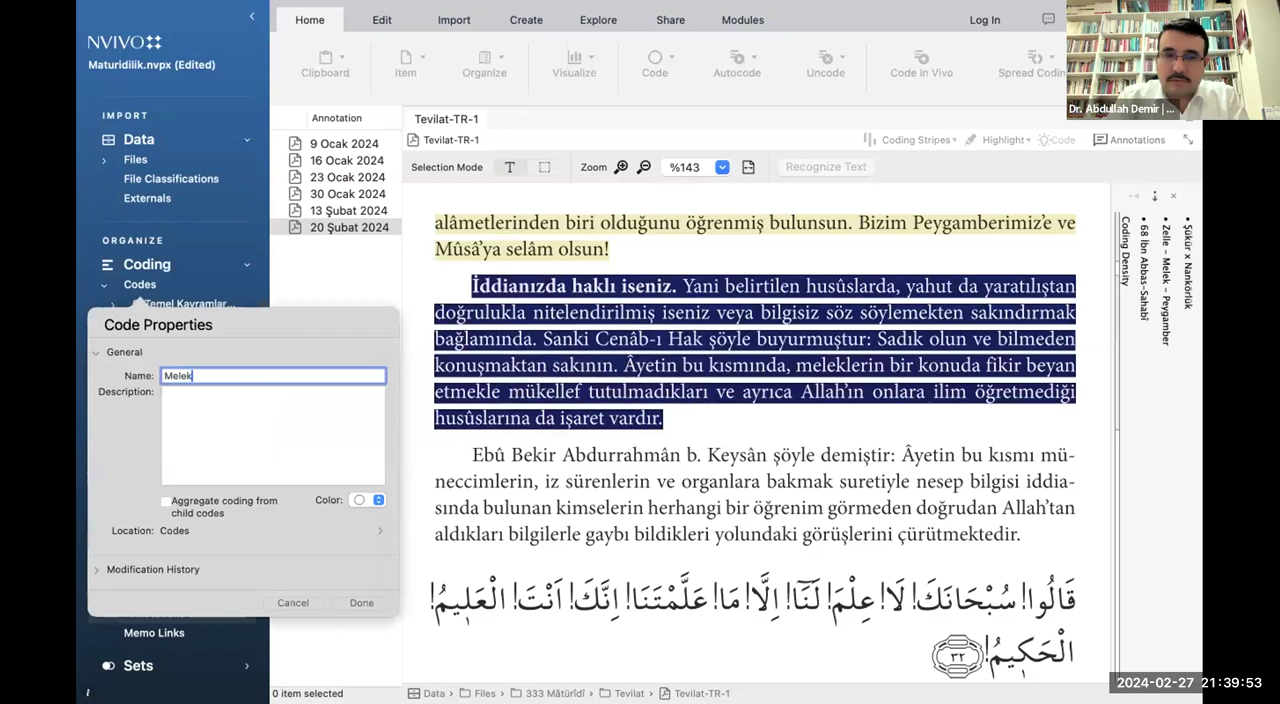 NVIVO
Maturidilik.nvpx (Edited)
IMPORT
Data
Files
File Classifications
Externals
ORGANIZE
Coding
Codes
Temel Kavramlar...
Code Properties
General
Name: Melek
Description:
Aggregate coding from
child codes
Color:
Location: Codes
Modification History
Cancel Done
Memo Links
Sets
Home Edit Import Create Explore Share Modules Log In
Clipboard Item Organize Visualize Code Autocode Uncode Code In Vivo Spread Codin
Dr. Abdullah Demir | ...
Annotation
9 Ocak 2024
16 Ocak 2024
23 Ocak 2024
30 Ocak 2024
13 Şubat 2024
20 Şubat 2024
0 item selected
Tevilat-TR-1
Tevilat-TR-1
Coding Stripes Highlight Code Annotations
Selection Mode T Zoom %143 Recognize Text
alâmetlerinden biri olduğunu öğrenmiş bulunsun. Bizim Peygamberimiz'e ve
Mûsâ'ya selâm olsun!
İddianızda haklı iseniz. Yani belirtilen husûslarda, yahut da yaratılıştan
doğrulukla nitelendirilmiş iseniz veya bilgisiz söz söylemekten sakındırmak
bağlamında. Sanki Cenâb-ı Hak şöyle buyurmuştur: Sadık olun ve bilmeden
konuşmaktan sakının. Âyetin bu kısmında, meleklerin bir konuda fikir beyan
etmekle mükellef tutulmadıkları ve ayrıca Allah'ın onlara ilim öğretmediği
husûslarına da işaret vardır.
Ebû Bekir Abdurrahmân b. Keysân şöyle demiştir: Âyetin bu kısmı mü-
neccimlerin, iz sürenlerin ve organlara bakmak suretiyle nesep bilgisi iddia-
sında bulunan kimselerin herhangi bir öğrenim görmeden doğrudan Allah'tan
aldıkları bilgilerle gaybı bildikleri yolundaki görüşlerini çürütmektedir.
قَالُوا! سُبْحَانَكَ! لَا! عِلْمَ! لَنَٓا! اِلَّا! مَا! عَلَّمْتَنَا! اِنَّكَ! اَنْتَ! الْعَل۪يمُ!
الْحَك۪يمُ! ٣٢
Şükür x Nankörlük
Zelle - Melek - Peygamber
68 Ibn Abbas-Sahabî
Coding Density
Data › Files › 333 Mâtürîdî › Tevilat › Tevilat-TR-1
2024-02-27 21:39:53